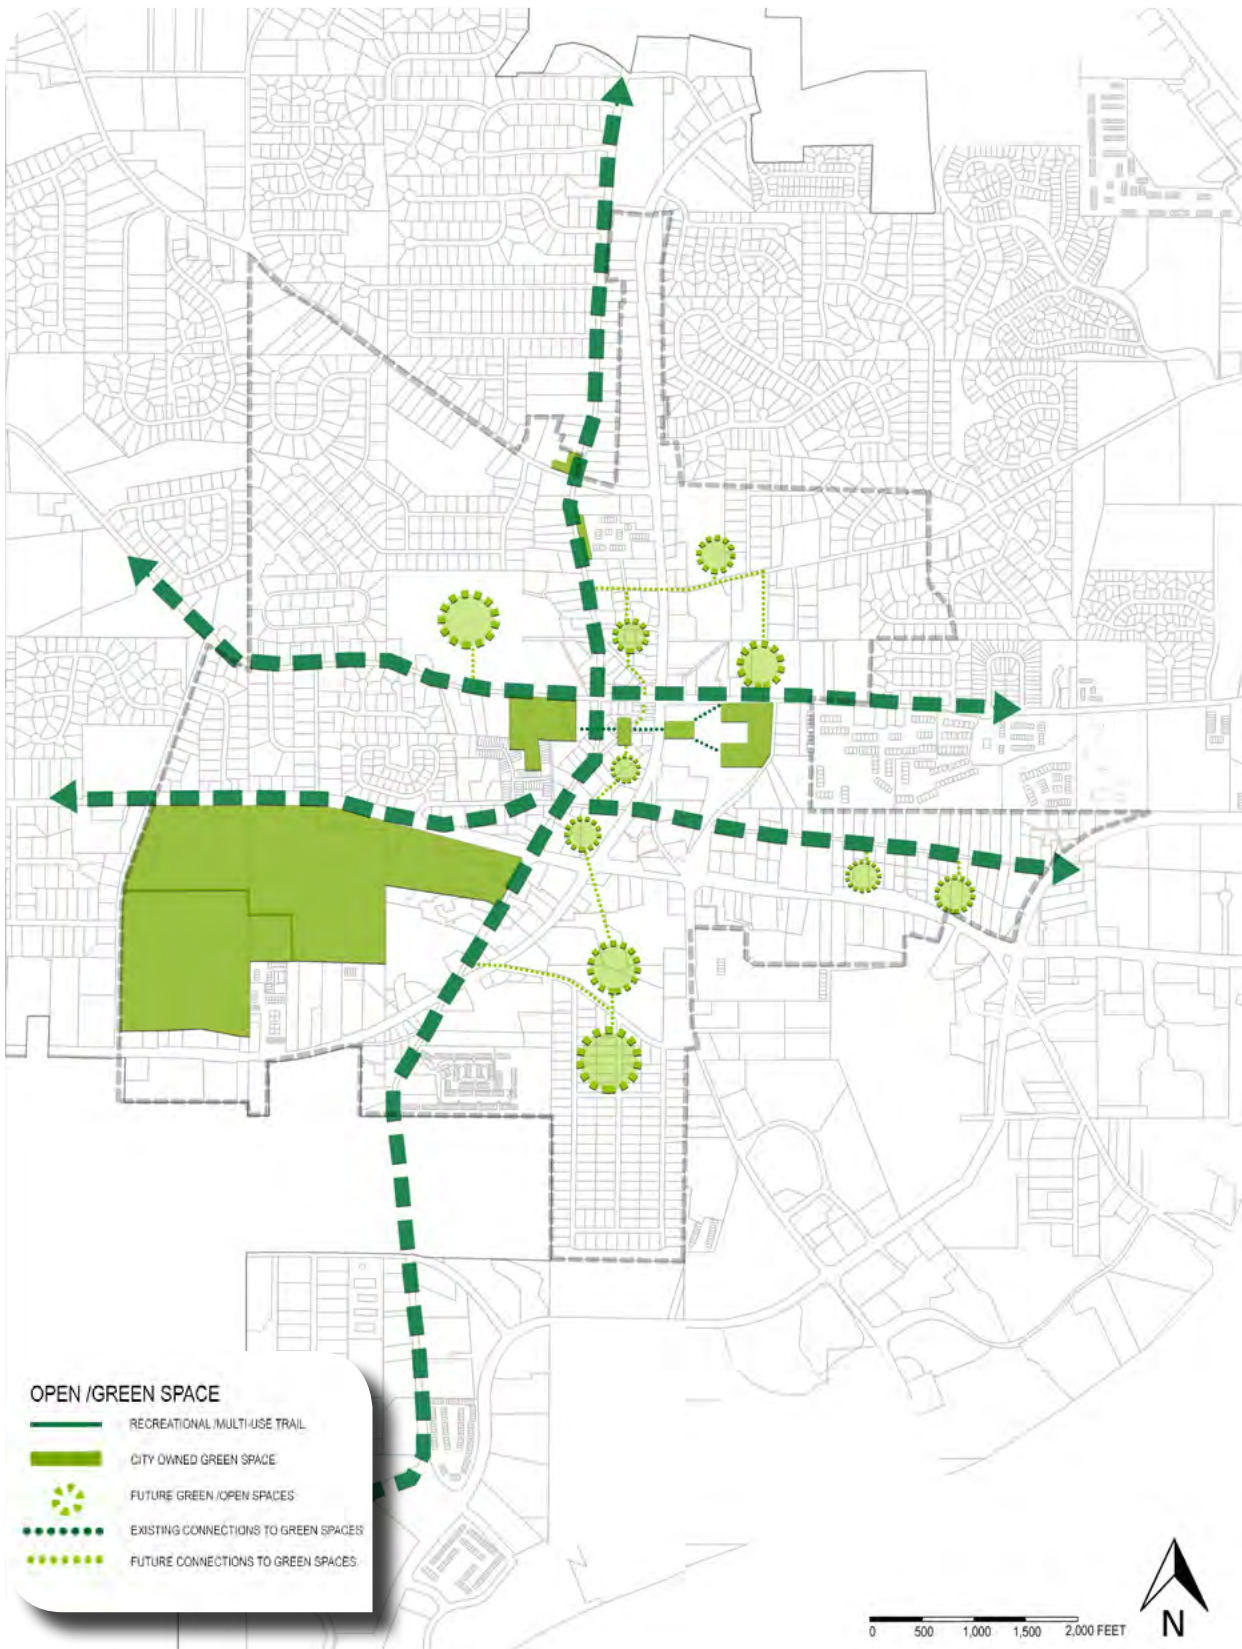 OPEN /GREEN SPACE
RECREATIONAL /MULTI-USE TRAIL
CITY OWNED GREEN SPACE
FUTURE GREEN /OPEN SPACES
EXISTING CONNECTIONS TO GREEN SPACES
FUTURE CONNECTIONS TO GREEN SPACES
N
0 500 1,000 1,500 2,000 FEET